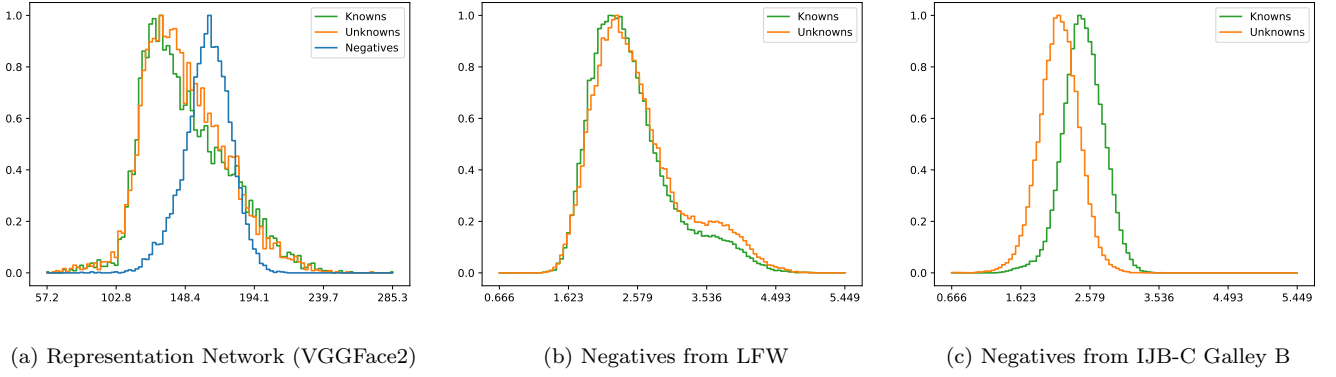 1.0
0.8
0.6
0.4
0.2
0.0
57.2 102.8 148.4 194.1 239.7 285.3
Knowns
Unknowns
Negatives
1.0
0.8
0.6
0.4
0.2
0.0
0.666 1.623 2.579 3.536 4.493 5.449
Knowns
Unknowns
1.0
0.8
0.6
0.4
0.2
0.0
0.666 1.623 2.579 3.536 4.493 5.449
Knowns
Unknowns
(a) Representation Network (VGGFace2)
(b) Negatives from LFW
(c) Negatives from IJB-C Galley B